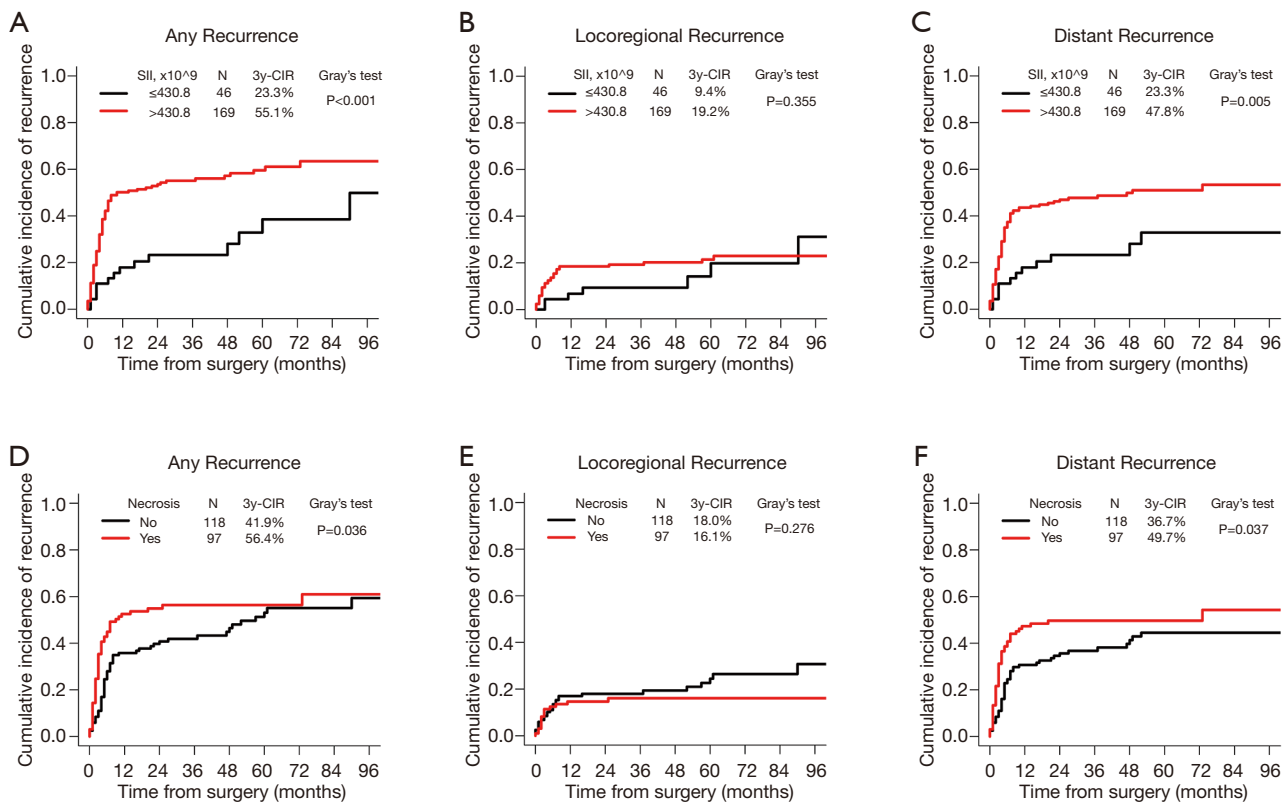 A
Any Recurrence
SII, x10^9 N 3y-CIR Gray's test
≤430.8 46 23.3%
P<0.001
>430.8 169 55.1%
Cumulative incidence of recurrence
1.0
0.8
0.6
0.4
0.2
0.0
0 12 24 36 48 60 72 84 96
Time from surgery (months)
B
Locoregional Recurrence
SII, x10^9 N 3y-CIR Gray's test
≤430.8 46 9.4%
P=0.355
>430.8 169 19.2%
Cumulative incidence of recurrence
1.0
0.8
0.6
0.4
0.2
0.0
0 12 24 36 48 60 72 84 96
Time from surgery (months)
C
Distant Recurrence
SII, x10^9 N 3y-CIR Gray's test
≤430.8 46 23.3%
P=0.005
>430.8 169 47.8%
Cumulative incidence of recurrence
1.0
0.8
0.6
0.4
0.2
0.0
0 12 24 36 48 60 72 84 96
Time from surgery (months)
D
Any Recurrence
Necrosis N 3y-CIR Gray's test
No 118 41.9%
P=0.036
Yes 97 56.4%
Cumulative incidence of recurrence
1.0
0.8
0.6
0.4
0.2
0.0
0 12 24 36 48 60 72 84 96
Time from surgery (months)
E
Locoregional Recurrence
Necrosis N 3y-CIR Gray's test
No 118 18.0%
P=0.276
Yes 97 16.1%
Cumulative incidence of recurrence
1.0
0.8
0.6
0.4
0.2
0.0
0 12 24 36 48 60 72 84 96
Time from surgery (months)
F
Distant Recurrence
Necrosis N 3y-CIR Gray's test
No 118 36.7%
P=0.037
Yes 97 49.7%
Cumulative incidence of recurrence
1.0
0.8
0.6
0.4
0.2
0.0
0 12 24 36 48 60 72 84 96
Time from surgery (months)